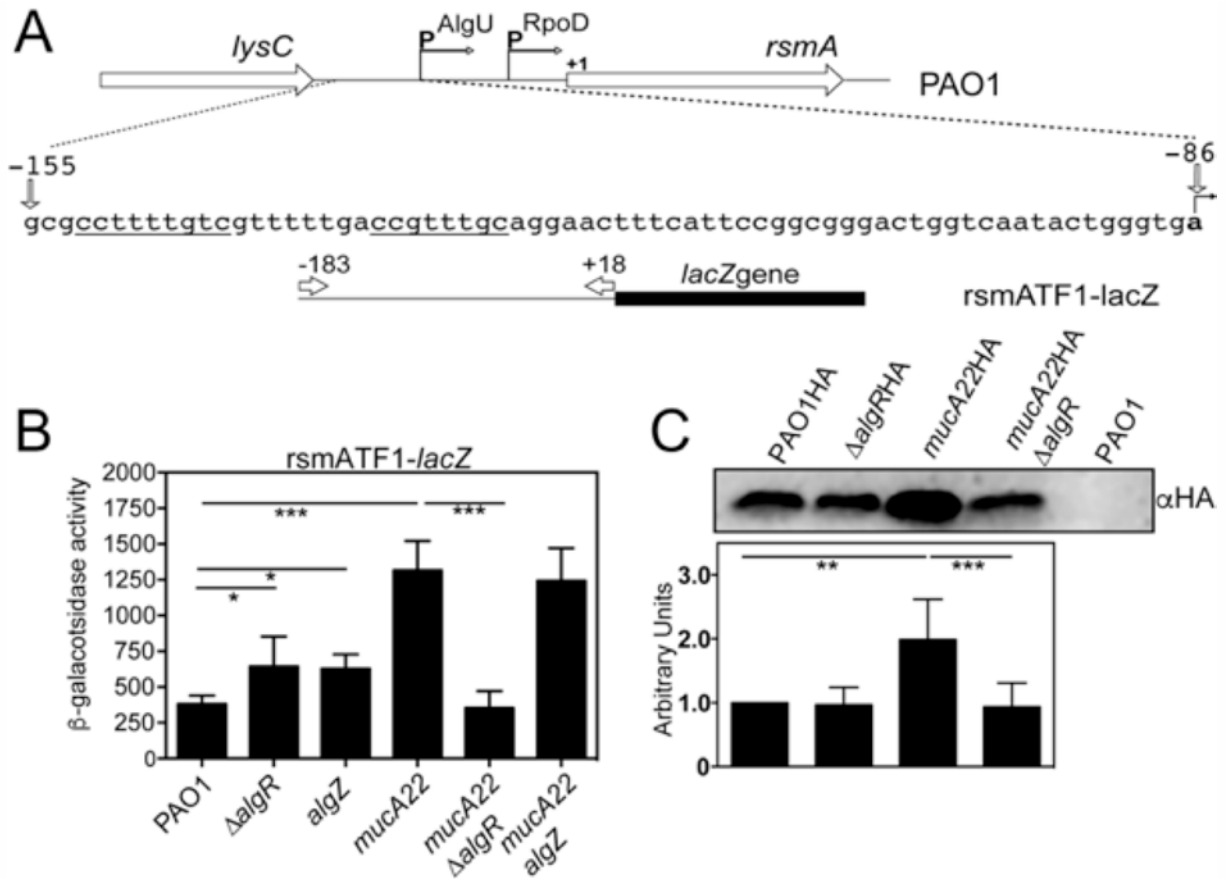 A
lysC
P AlgU
P RpoD
+1
rsmA
PAO1
-155
-86
gcgccttttgtcgtttttgaccgtttgcaggaactttcattccggcgggactggtcaatactgggtga
-183
+18
lacZgene
rsmATF1-lacZ
B
rsmATF1-lacZ
β-galacotsidase activity
2000
1750
1500
1250
1000
750
500
250
0
***
***
*
*
PAO1
ΔalgR
algZ
mucA22
mucA22 ΔalgR
mucA22 algZ
C
PAO1HA
ΔalgRHA
mucA22HA
mucA22HA ΔalgR
PAO1
αHA
Arbitrary Units
3.0
2.0
1.0
0
**
***